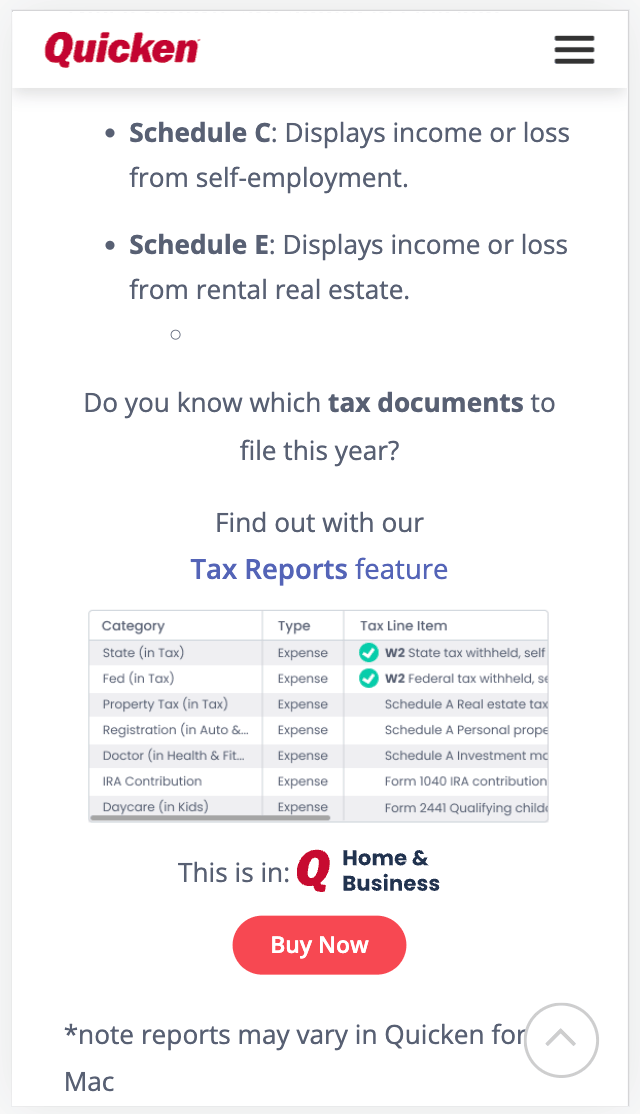 Quicken
• Schedule C: Displays income or loss
from self-employment.
• Schedule E: Displays income or loss
from rental real estate.
Do you know which tax documents to
file this year?
Find out with our
Tax Reports feature
Category Type Tax Line Item
State (in Tax) Expense W2 State tax withheld, self
Fed (in Tax) Expense W2 Federal tax withheld, se
Property Tax (in Tax) Expense Schedule A Real estate tax
Registration (in Auto &... Expense Schedule A Personal prope
Doctor (in Health & Fit... Expense Schedule A Investment
IRA Contribution Expense Form 1040 IRA contribution
Daycare (in Kids) Expense Form 2441 Qualifying
This is in: Q Home &
Business
Buy Now
*note reports may vary in Quicken for
Mac